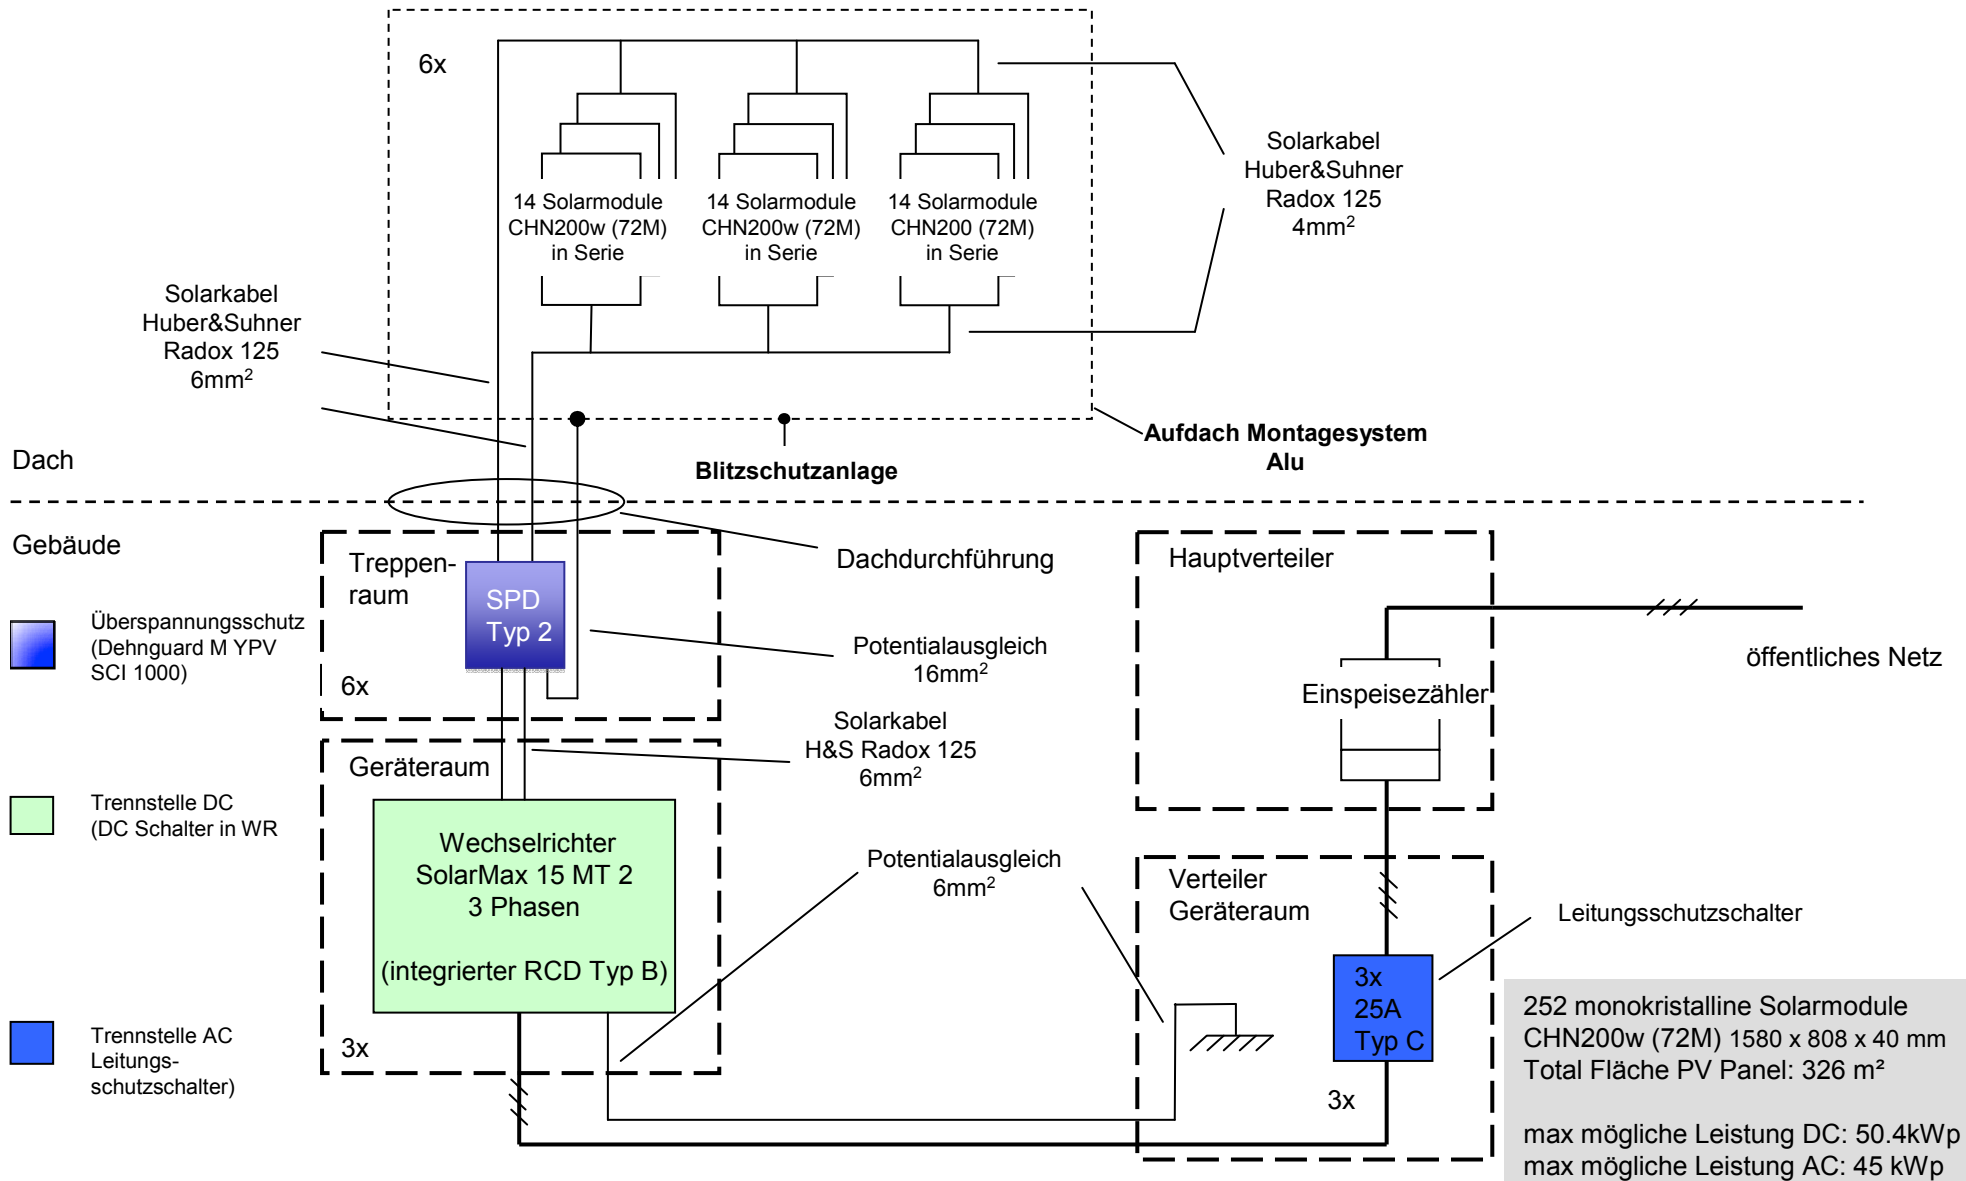 6x
14 Solarmodule
CHN200w (72M)
in Serie
14 Solarmodule
CHN200w (72M)
in Serie
14 Solarmodule
CHN200 (72M)
in Serie
Solarkabel
Huber&Suhner
Radox 125
4mm²
Solarkabel
Huber&Suhner
Radox 125
6mm²
Aufdach Montagesystem
Alu
Blitzschutzanlage
Dach
Gebäude
Treppen-
raum
SPD
Typ 2
6x
Dachdurchführung
Hauptverteiler
Überspannungsschutz
(Dehnguard M YPV
SCI 1000)
Potentialausgleich
16mm²
öffentliches Netz
Einspeisezähler
Solarkabel
H&S Radox 125
6mm²
Geräteraum
Trennstelle DC
(DC Schalter in WR
Wechselrichter
SolarMax 15 MT 2
3 Phasen
(integrierter RCD Typ B)
3x
Potentialausgleich
6mm²
Verteiler
Geräteraum
Leitungsschutzschalter
3x
25A
Typ C
3x
Trennstelle AC
Leitungs-
schutzschalter)
252 monokristalline Solarmodule
CHN200w (72M) 1580 x 808 x 40 mm
Total Fläche PV Panel: 326 m²
max mögliche Leistung DC: 50.4kWp
max mögliche Leistung AC: 45 kWp